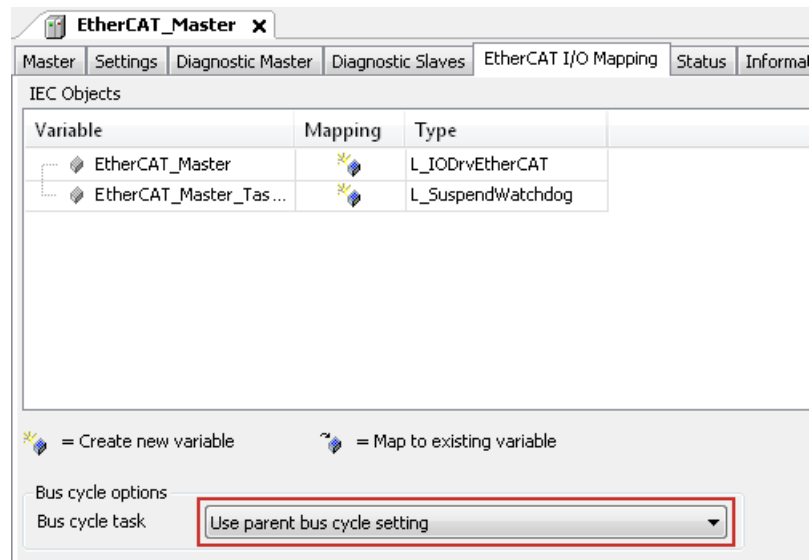 EtherCAT_Master x
Master Settings Diagnostic Master Diagnostic Slaves EtherCAT I/O Mapping Status Informat
IEC Objects
Variable Mapping Type
EtherCAT_Master L_IODrvEtherCAT
EtherCAT_Master_Tas... L_SuspendWatchdog
= Create new variable = Map to existing variable
Bus cycle options
Bus cycle task Use parent bus cycle setting